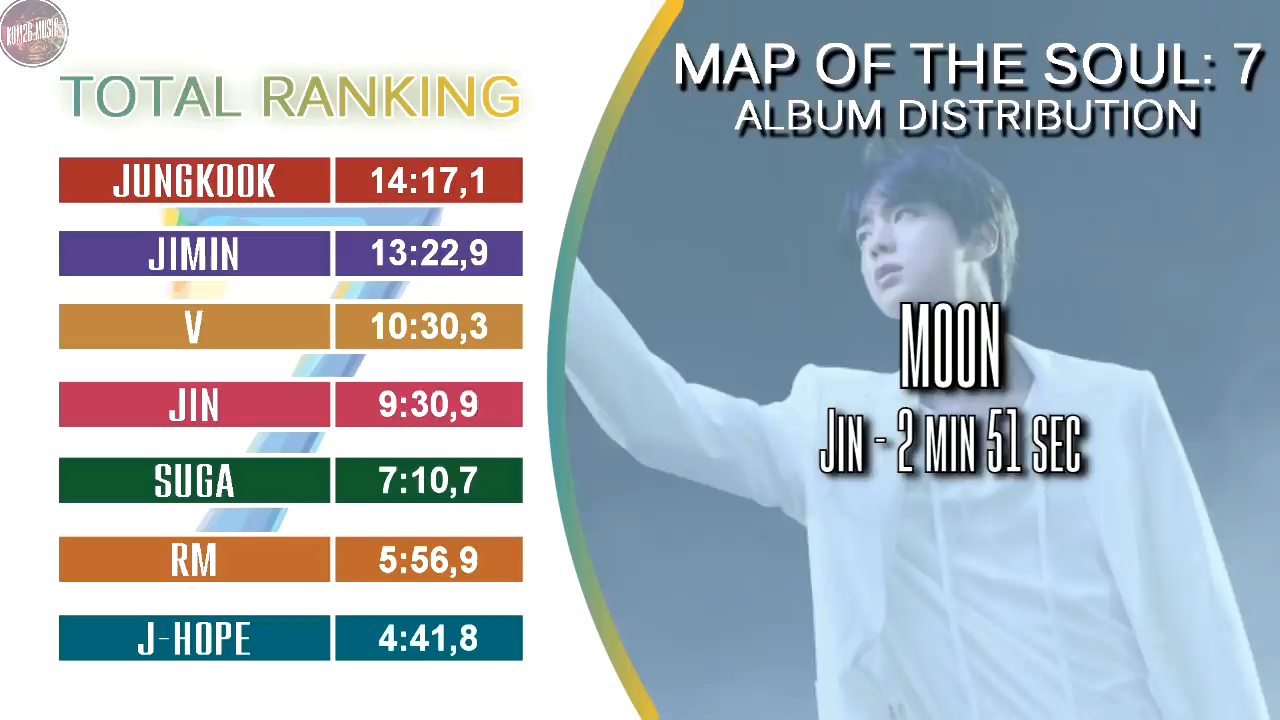 KON26 MUSIC
TOTAL RANKING
JUNGKOOK 14:17,1
JIMIN 13:22,9
V 10:30,3
JIN 9:30,9
SUGA 7:10,7
RM 5:56,9
J-HOPE 4:41,8
MAP OF THE SOUL: 7
ALBUM DISTRIBUTION
MOON
JIN - 2 MIN 51 SEC